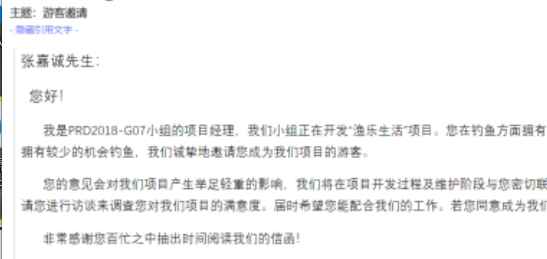 主题：游客邀请
- 隐藏引用文字 -
张嘉诚先生：
您好！
我是PRD2018-G07小组的项目经理，我们小组正在开发“渔乐生活”项目。您在钓鱼方面拥有
拥有较少的机会钓鱼，我们诚挚地邀请您成为我们项目的游客。
您的意见会对我们项目产生举足轻重的影响，我们将在项目开发过程及维护阶段与您密切联
请您进行访谈来调查您对我们项目的满意度。届时希望您能配合我们的工作。若您同意成为我们
非常感谢您百忙之中抽出时间阅读我们的信函！